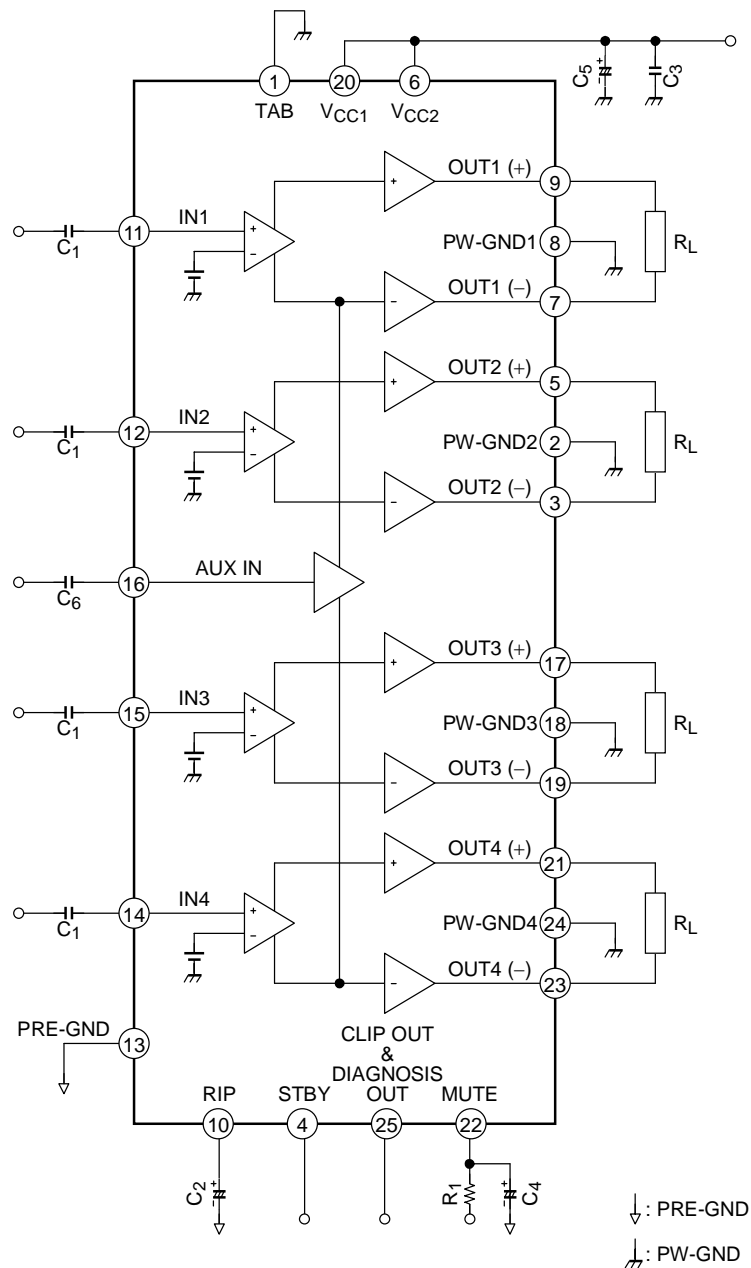 1 20 6
TAB V_CC1 V_CC2
C5 C3
+ −
+ −
OUT1 (+) 9
IN1 11 C1
+ −
+
PW-GND1 8
RL
−
OUT1 (−) 7
OUT2 (+) 5
IN2 12 C1
+ −
+
PW-GND2 2
RL
−
OUT2 (−) 3
AUX IN 16 C6
OUT3 (+) 17
IN3 15 C1
+ −
+
PW-GND3 18
RL
−
OUT3 (−) 19
OUT4 (+) 21
IN4 14 C1
+ −
+
PW-GND4 24
RL
−
OUT4 (−) 23
PRE-GND 13
CLIP OUT
&
DIAGNOSIS
RIP STBY OUT MUTE
10 4 25 22
C2 R1 C4
+ − + −
: PRE-GND
: PW-GND